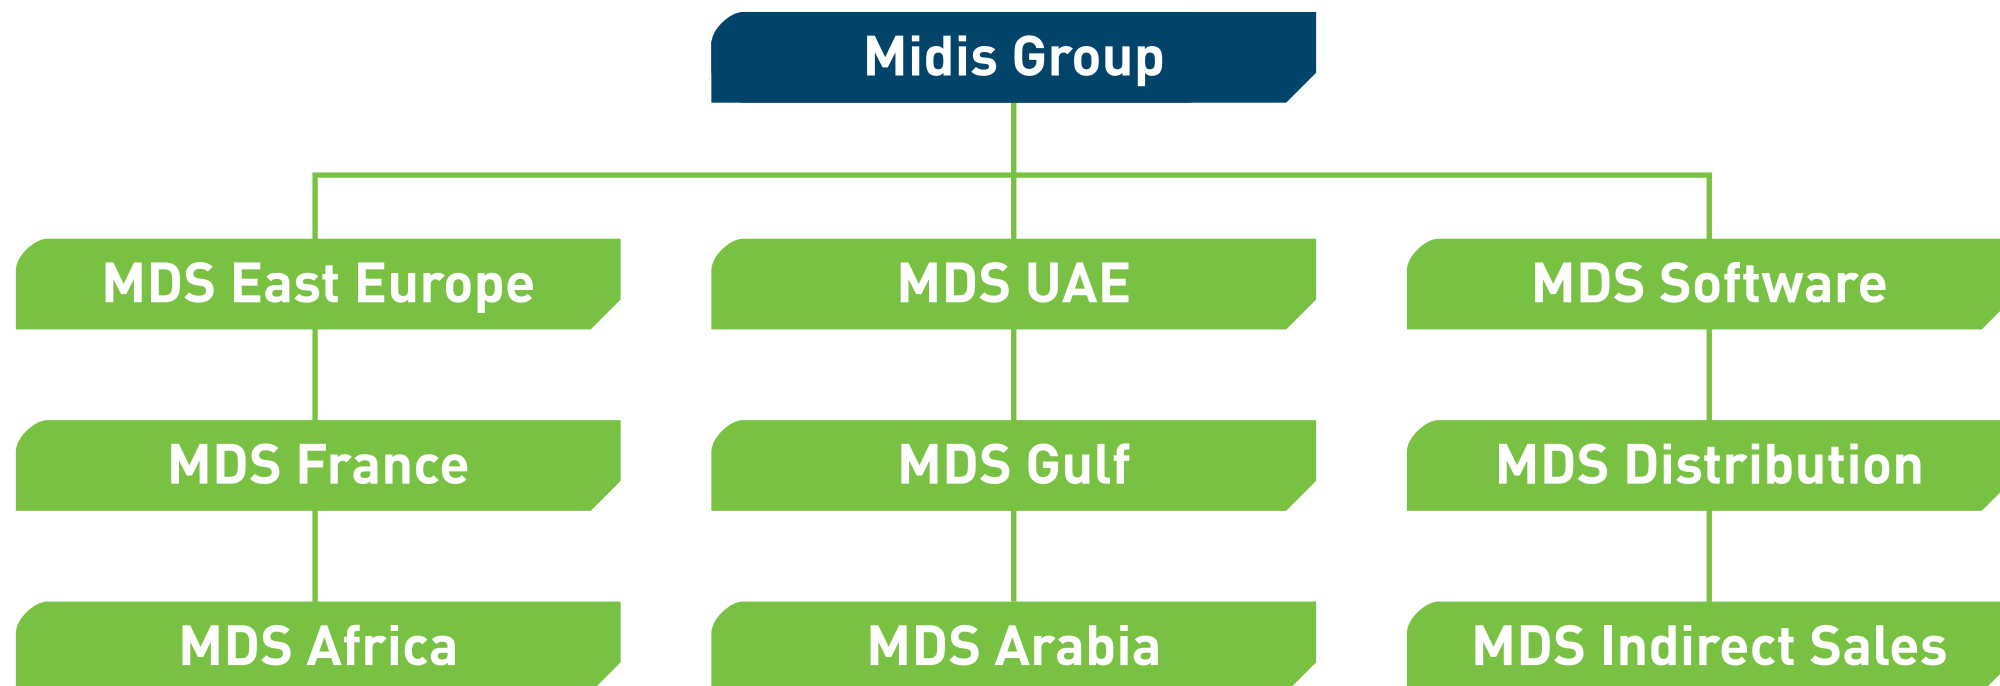 Midis Group
MDS East Europe
MDS UAE
MDS Software
MDS France
MDS Gulf
MDS Distribution
MDS Africa
MDS Arabia
MDS Indirect Sales